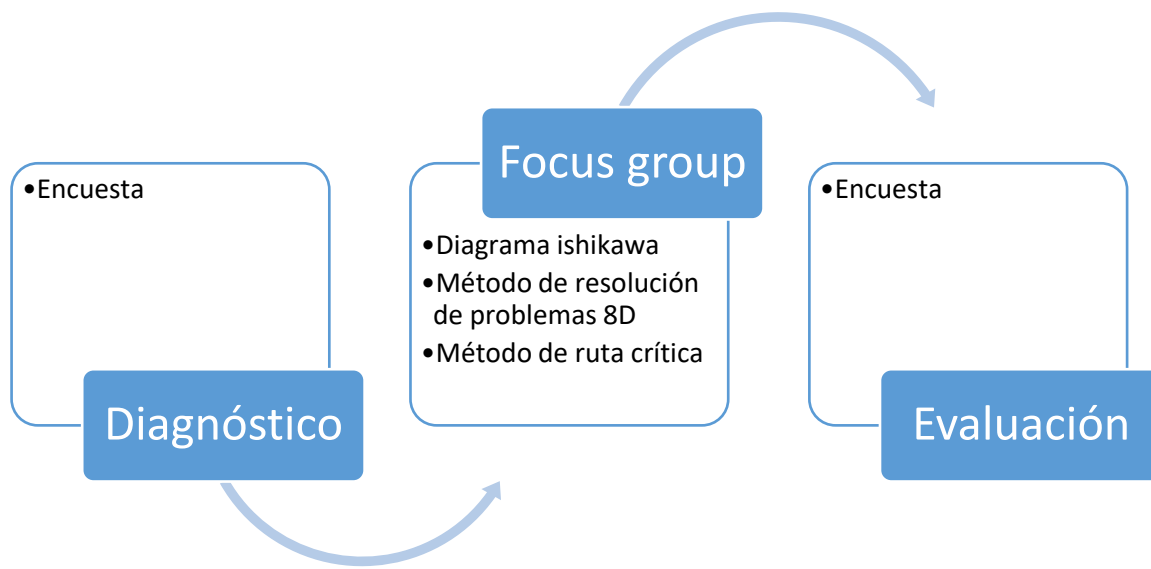 •Encuesta
Diagnóstico
Focus group
•Diagrama ishikawa
•Método de resolución
de problemas 8D
•Método de ruta crítica
•Encuesta
Evaluación